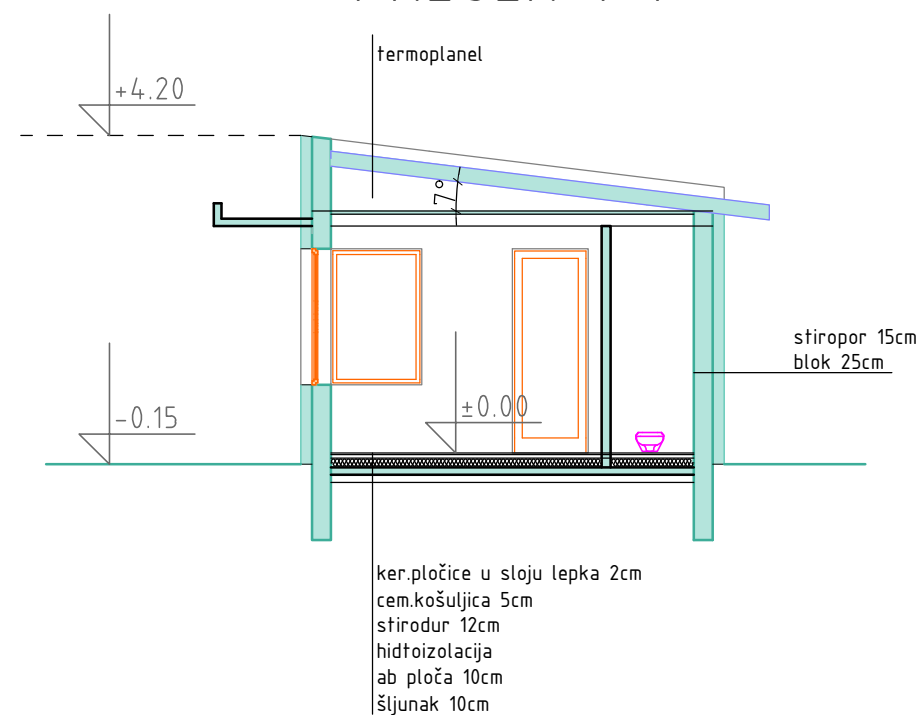 termoplanel
+4.20
7°
stiropor 15cm
blok 25cm
±0.00
-0.15
ker.pločice u sloju lepka 2cm
cem.košuljica 5cm
stirodur 12cm
hidtoizolacija
ab ploča 10cm
šljunak 10cm